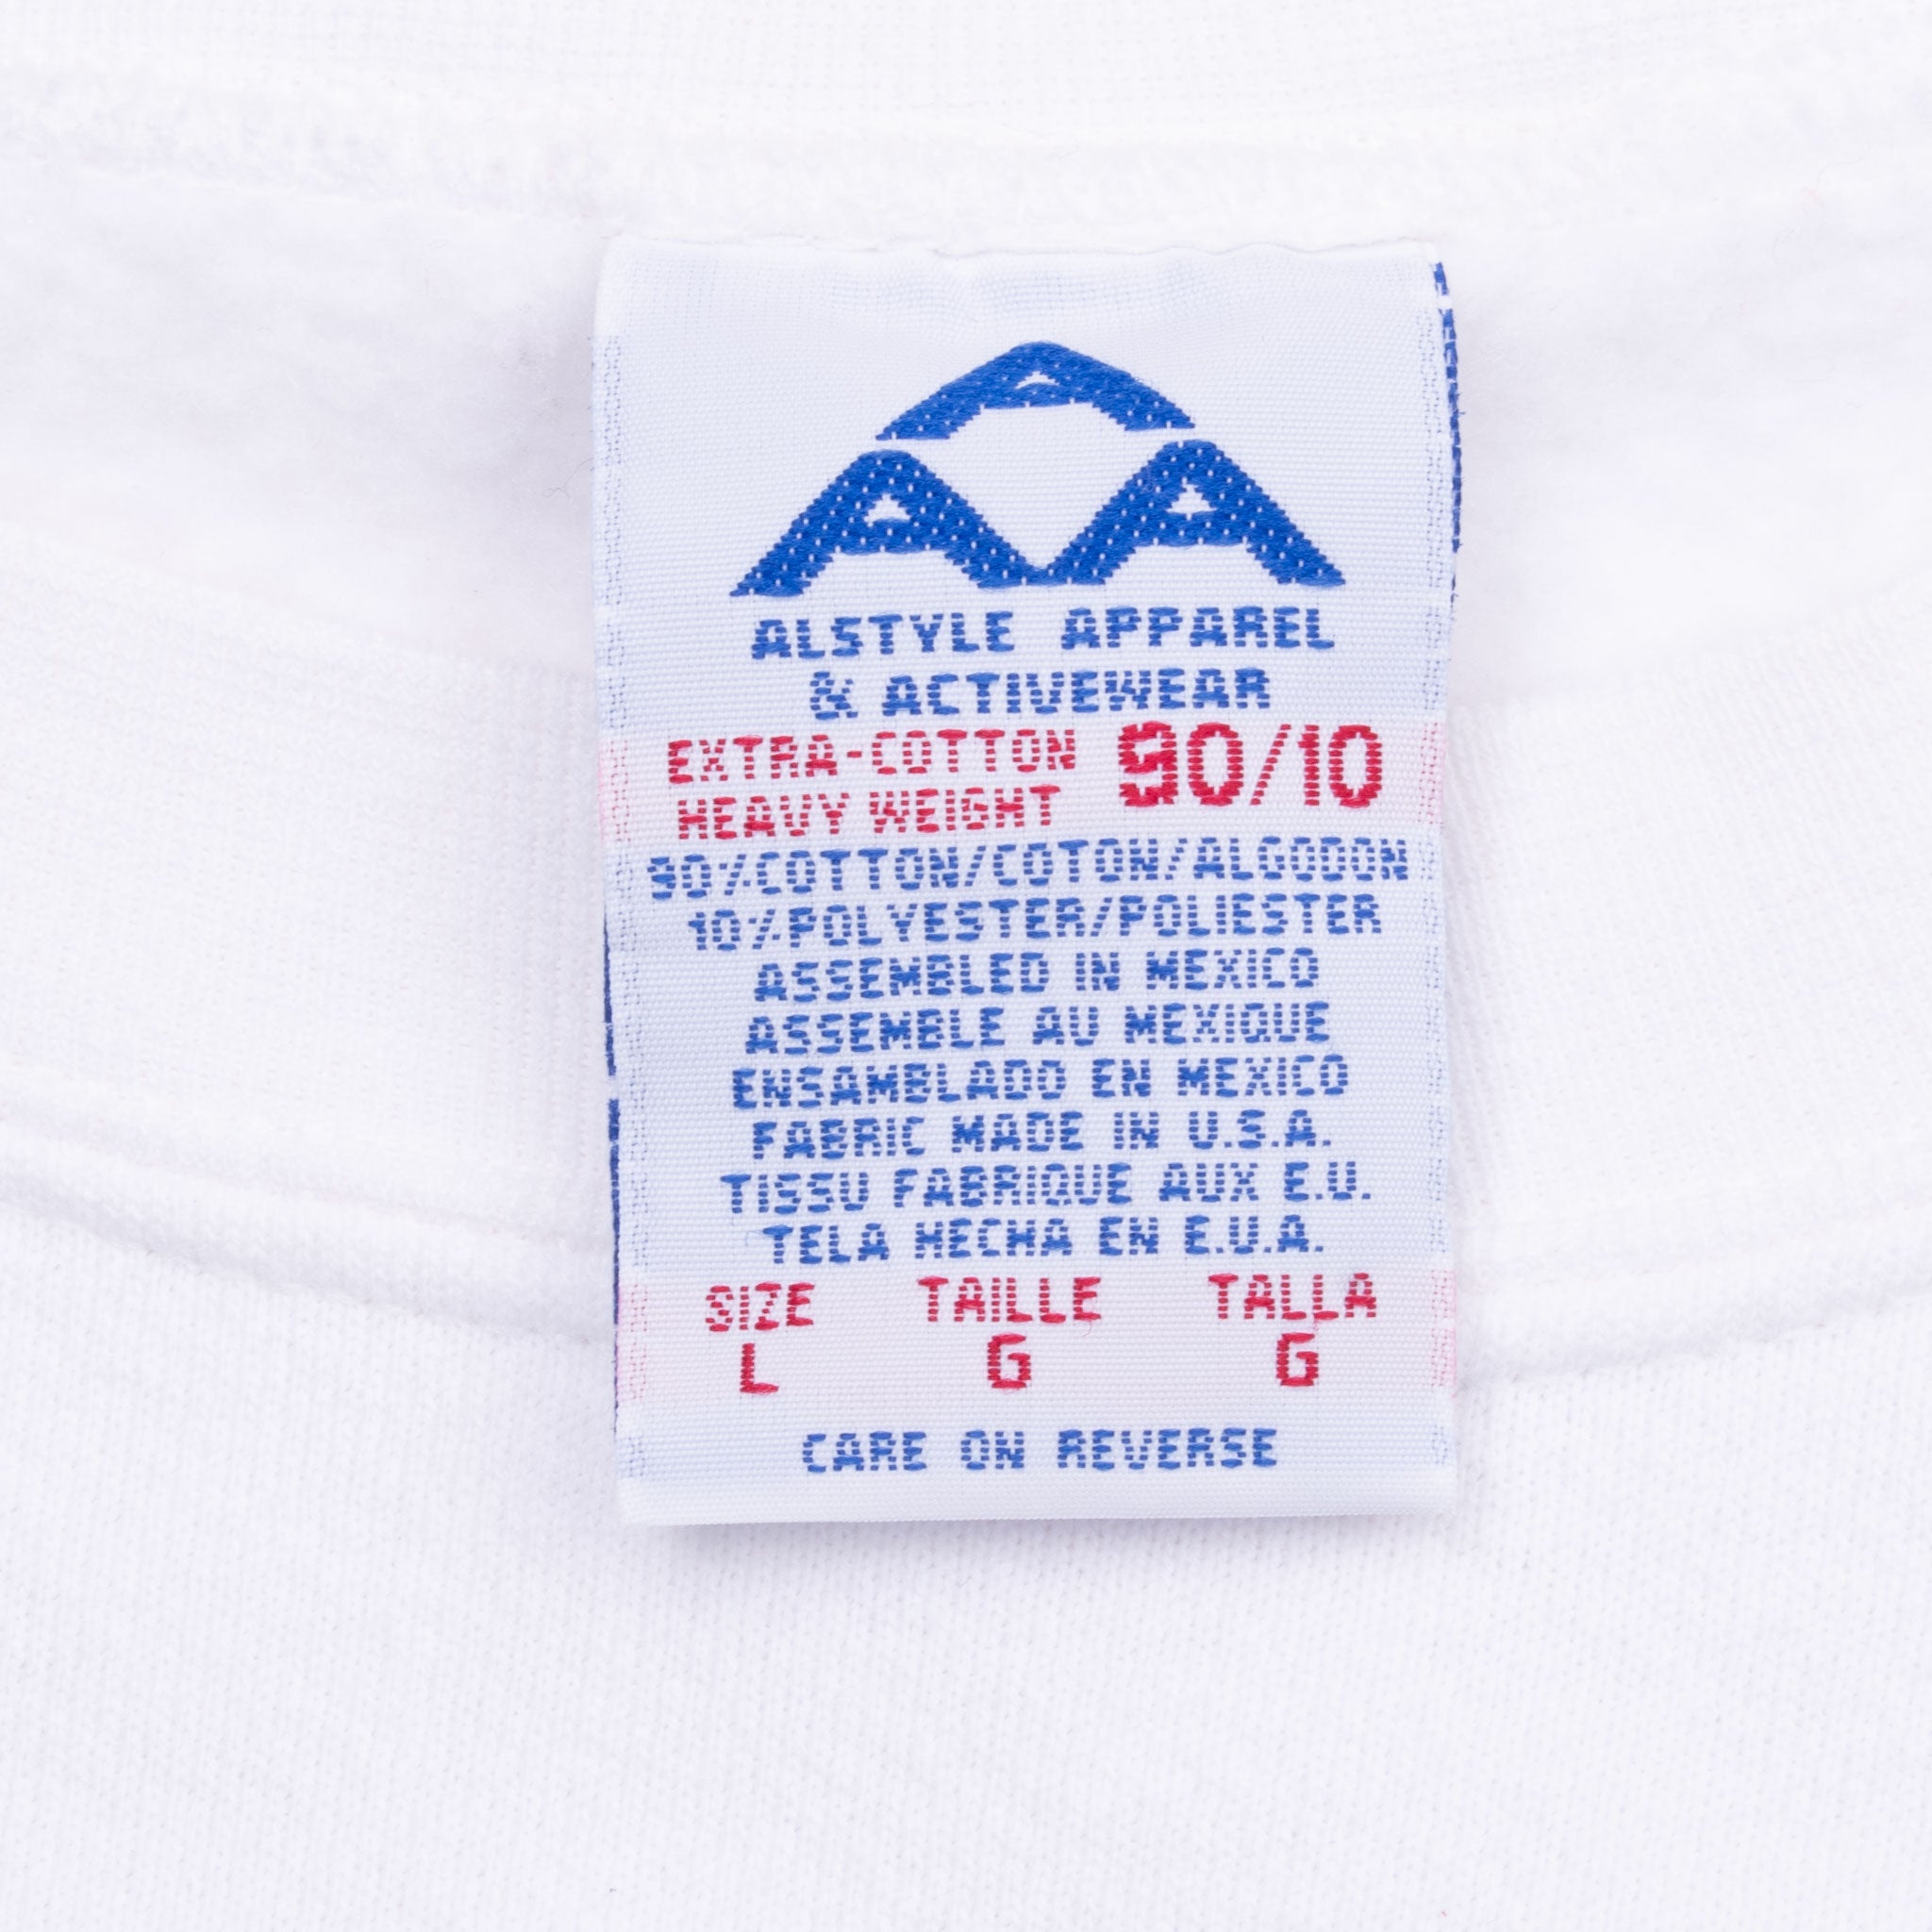 AAA
ALSTYLE APPAREL
& ACTIVEWEAR
EXTRA-COTTON 90/10
HEAVY WEIGHT
90%COTTON/COTON/ALGODON
10%POLYESTER/POLIESTER
ASSEMBLED IN MEXICO
ASSEMBLE AU MEXIQUE
ENSAMBLADO EN MEXICO
FABRIC MADE IN U.S.A.
TISSU FABRIQUE AUX E.U.
TELA HECHA EN E.U.A.
SIZE TAILLE TALLA
L G G
CARE ON REVERSE